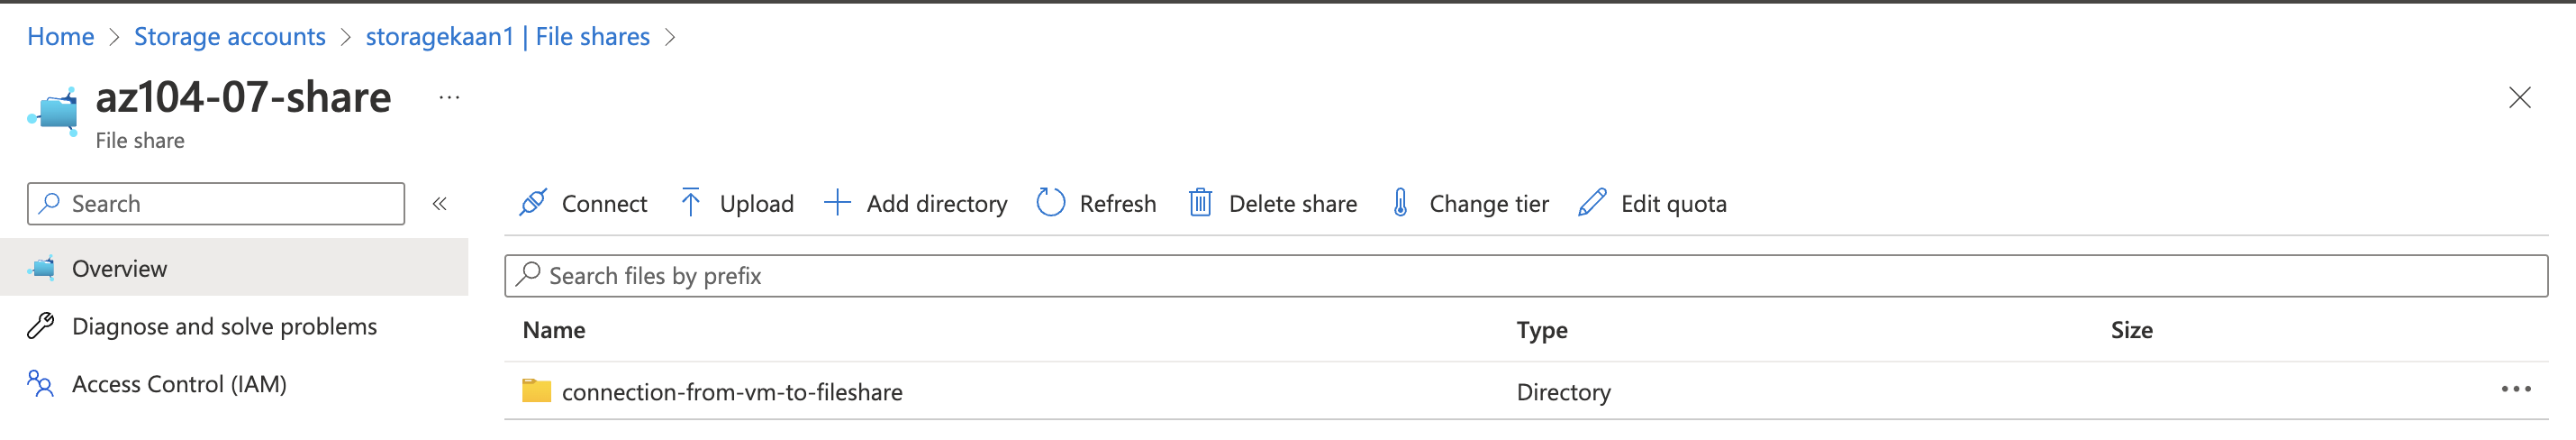 Home > Storage accounts > storagekaan1 | File shares >
az104-07-share ...
File share
Search «
Connect Upload Add directory Refresh Delete share Change tier Edit quota
Overview
Search files by prefix
Diagnose and solve problems
Name Type Size
Access Control (IAM)
connection-from-vm-to-fileshare Directory ...